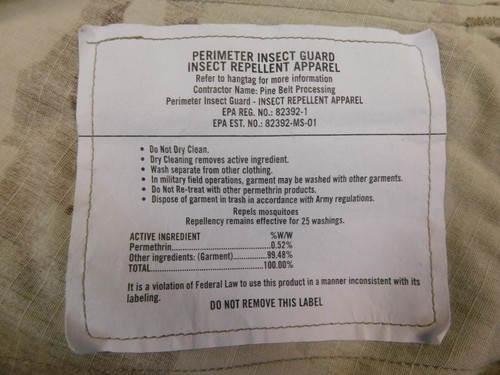 PERIMETER INSECT GUARD
INSECT REPELLENT APPAREL
Refer to hangtag for more information
Contractor Name: Pine Belt Processing
Perimeter Insect Guard - INSECT REPELLENT APPAREL
EPA REG. NO.: 82392-1
EPA EST. NO.: 82392-MS-01
• Do Not Dry Clean.
• Dry Cleaning removes active ingredient.
• Wash separate from other clothing.
• In military field operations, garment may be washed with other garments.
• Do Not Re-treat with other permethrin products.
• Dispose of garment in trash in accordance with Army regulations.
Repels mosquitoes
Repellency remains effective for 25 washings.
ACTIVE INGREDIENT %W/W
Permethrin.....................................0.52%
Other ingredients: (Garment).........99.48%
TOTAL..........................................100.00%
It is a violation of Federal Law to use this product in a manner inconsistent with its
labeling.
DO NOT REMOVE THIS LABEL